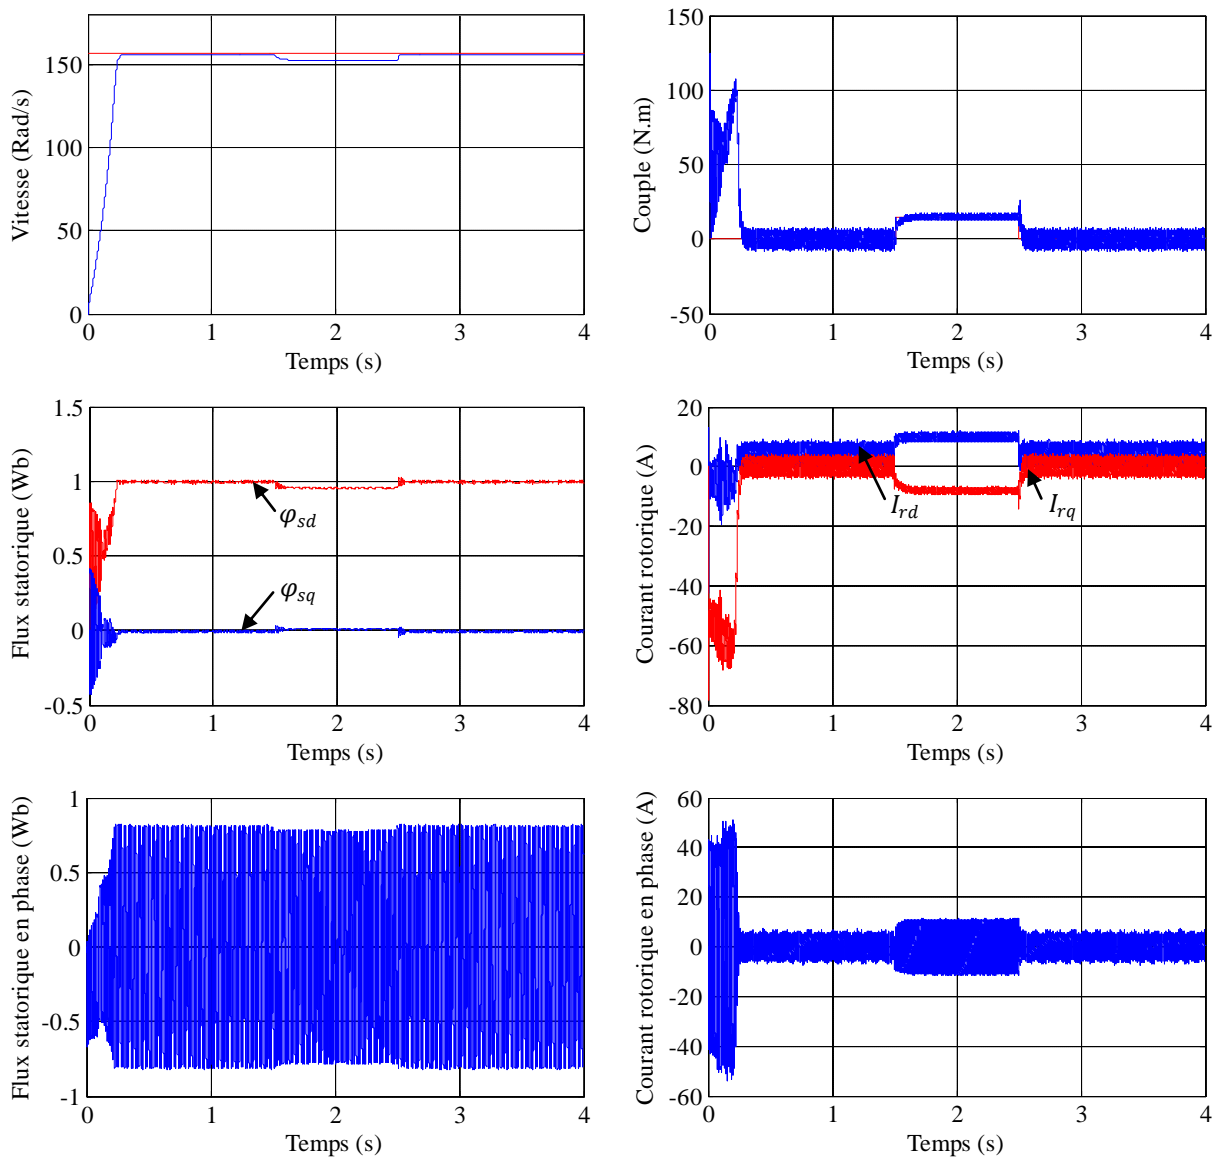 Vitesse (Rad/s)
150
100
50
0
0 1 2 3 4
Temps (s)
Couple (N.m)
150
100
50
0
-50
0 1 2 3 4
Temps (s)
Flux statorique (Wb)
1.5
1
0.5
0
-0.5
φsd
φsq
0 1 2 3 4
Temps (s)
Courant rotorique (A)
20
0
-20
-40
-60
-80
Ird
Irq
0 1 2 3 4
Temps (s)
Flux statorique en phase (Wb)
1
0.5
0
-0.5
-1
0 1 2 3 4
Temps (s)
Courant rotorique en phase (A)
60
40
20
0
-20
-40
-60
0 1 2 3 4
Temps (s)